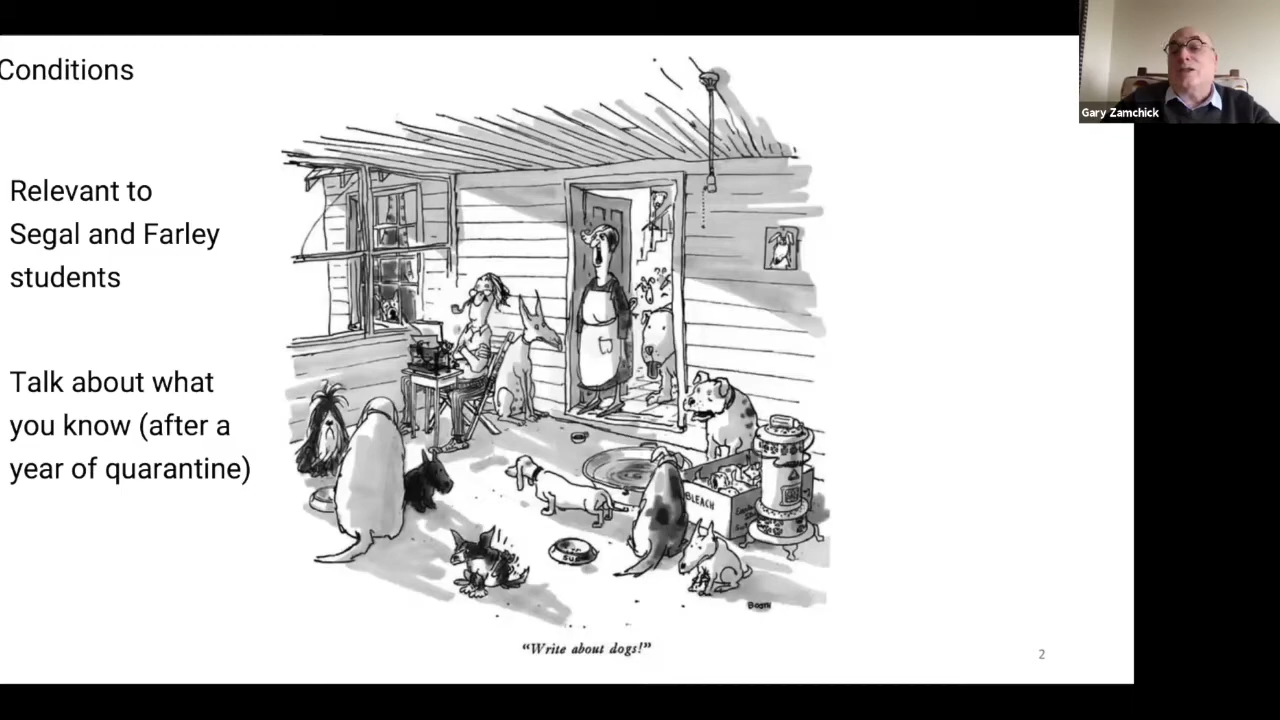 Conditions
Gary Zamchick
Relevant to
Segal and Farley
students
Talk about what
you know (after a
year of quarantine)
BLEACH
Booth
“Write about dogs!”
2